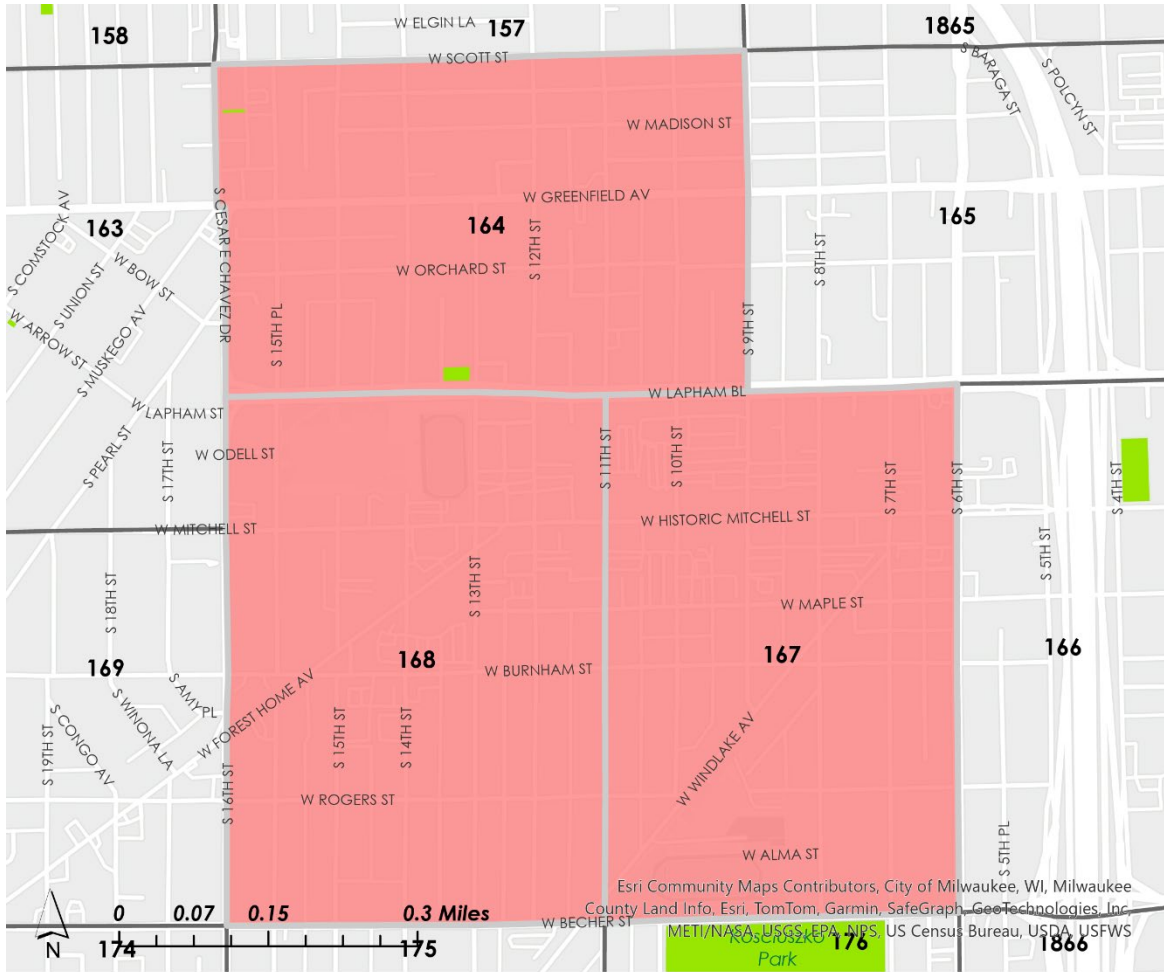 W ELGIN LA
158
157
1865
W SCOTT ST
S BARAGA ST
S POLCYN ST
W MADISON ST
W GREENFIELD AV
S COMSTOCK AV
S CESAR E CHAVEZ DR
163
164
165
S 12TH ST
S 8TH ST
W BOW ST
W ORCHARD ST
S UNION ST
S MUSKEGO AV
W ARROW ST
S 15TH PL
S 9TH ST
W LAPHAM BL
W LAPHAM ST
S PEARL ST
S 17TH ST
W ODELL ST
S 11TH ST
S 10TH ST
S 7TH ST
S 6TH ST
S 4TH ST
W MITCHELL ST
W HISTORIC MITCHELL ST
S 5TH ST
S 18TH ST
S 13TH ST
W MAPLE ST
169
168
W BURNHAM ST
167
166
S AMY PL
S WINONA LA
W FOREST HOME AV
S CONGO AV
S 19TH ST
S 15TH ST
S 14TH ST
W WINDLAKE AV
S 16TH ST
W ROGERS ST
S 5TH PL
W ALMA ST
Esri Community Maps Contributors, City of Milwaukee, WI, Milwaukee
County Land Info, Esri, TomTom, Garmin, SafeGraph, GeoTechnologies, Inc,
METI/NASA, USGS, EPA, NPS, US Census Bureau, USDA, USFWS
0 0.07 0.15 0.3 Miles
W BECHER ST
N
174
175
Kosciuszko
Park
176
1866